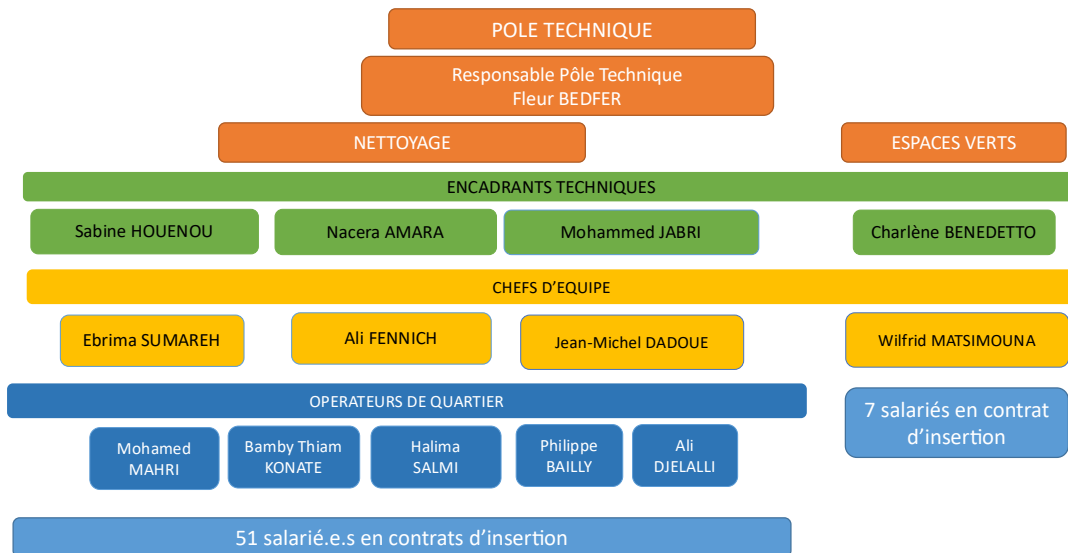 POLE TECHNIQUE
Responsable Pôle Technique
Fleur BEDFER
NETTOYAGE
ESPACES VERTS
ENCADRANTS TECHNIQUES
Sabine HOUENOU
Nacera AMARA
Mohammed JABRI
Charlène BENEDETTO
CHEFS D’EQUIPE
Ebrima SUMAREH
Ali FENNICH
Jean-Michel DADOUE
Wilfrid MATSIMOUNA
OPERATEURS DE QUARTIER
7 salariés en contrat
d’insertion
Mohamed
MAHRI
Bamby Thiam
KONATE
Halima
SALMI
Philippe
BAILLY
Ali
DJELALLI
51 salarié.e.s en contrats d’insertion